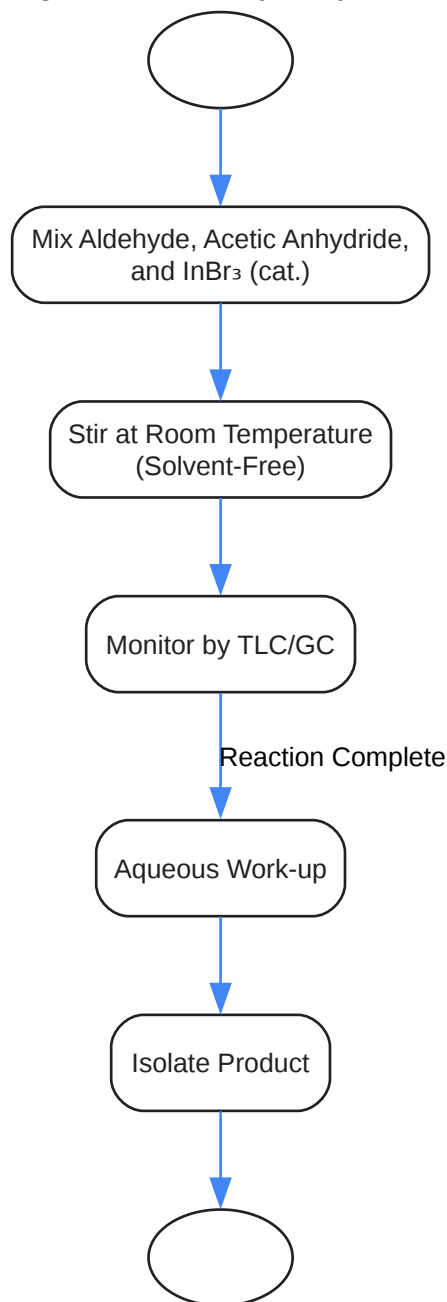 Mix Aldehyde, Acetic Anhydride,
and InBr₃ (cat.)
Stir at Room Temperature
(Solvent-Free)
Monitor by TLC/GC
Reaction Complete
Aqueous Work-up
Isolate Product